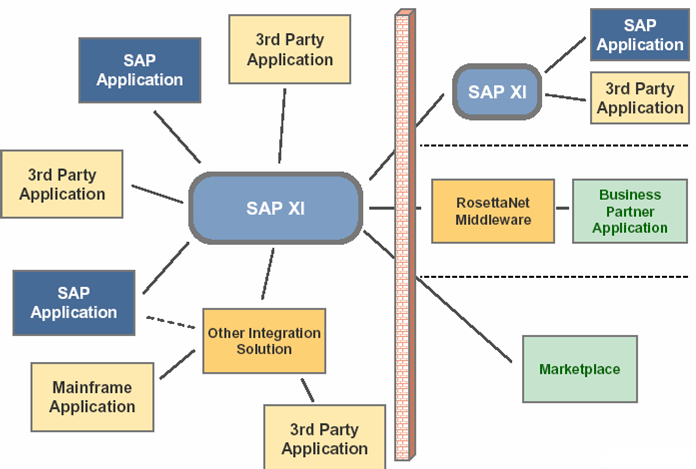 SAP
Application
3rd Party
Application
SAP
Application
SAP XI
3rd Party
Application
3rd Party
Application
SAP XI
RosettaNet
Middleware
Business
Partner
Application
SAP
Application
Other Integration
Solution
Marketplace
Mainframe
Application
3rd Party
Application